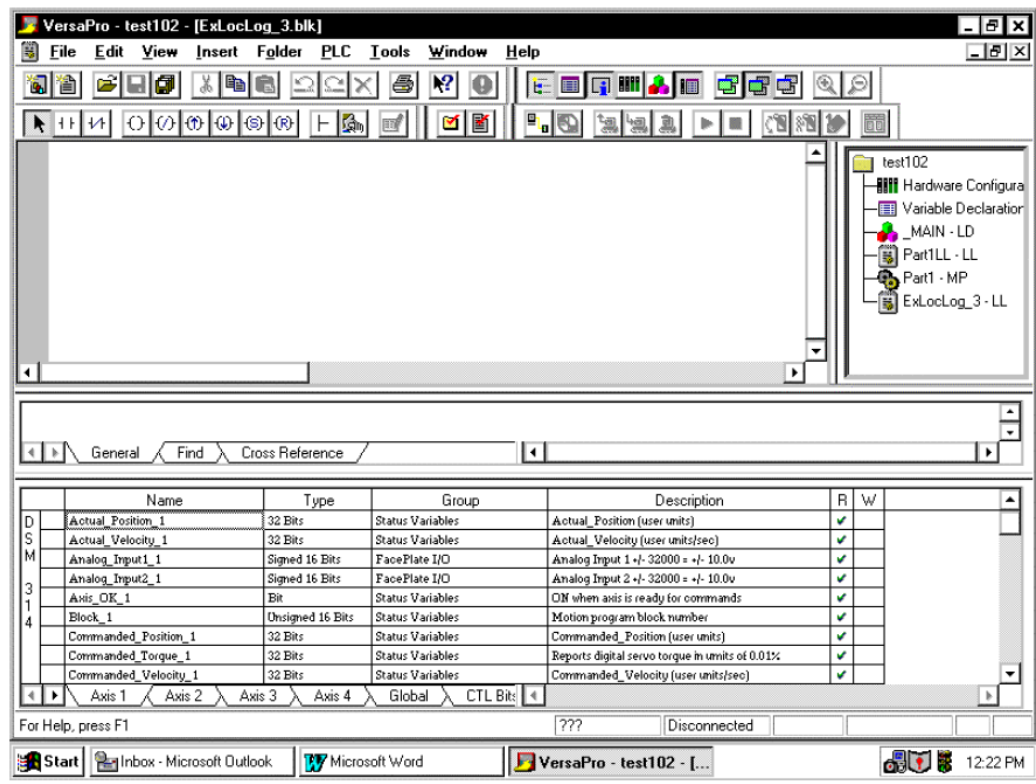 VersaPro - test102 - [ExLocLog_3.blk]
File Edit View Insert Folder PLC Tools Window Help
test102
Hardware Configura
Variable Declaration
_MAIN - LD
Part1LL - LL
Part1 - MP
ExLocLog_3 - LL
General Find Cross Reference
Name Type Group Description R W
Actual_Position_1 32 Bits Status Variables Actual_Position (user units)
Actual_Velocity_1 32 Bits Status Variables Actual_Velocity (user units/sec)
Analog_Input1_1 Signed 16 Bits FacePlate I/O Analog Input 1 +/- 32000 = +/- 10.0v
Analog_Input2_1 Signed 16 Bits FacePlate I/O Analog Input 2 +/- 32000 = +/- 10.0v
Axis_OK_1 Bit Status Variables ON when axis is ready for commands
Block_1 Unsigned 16 Bits Status Variables Motion program block number
Commanded_Position_1 32 Bits Status Variables Commanded_Position (user units)
Commanded_Torque_1 32 Bits Status Variables Reports digital servo torque in units of 0.01%
Commanded_Velocity_1 32 Bits Status Variables Commanded_Velocity (user units/sec)
DSM 314
Axis 1 Axis 2 Axis 3 Axis 4 Global CTL Bits
For Help, press F1 ??? Disconnected
Start Inbox - Microsoft Outlook Microsoft Word VersaPro - test102 - [... 12:22 PM